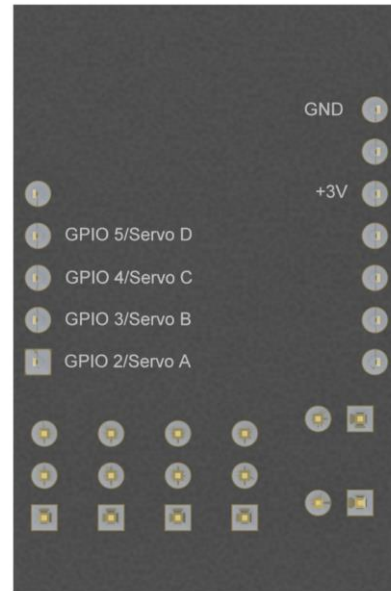 GND
+3V
GPIO 5/Servo D
GPIO 4/Servo C
GPIO 3/Servo B
GPIO 2/Servo A